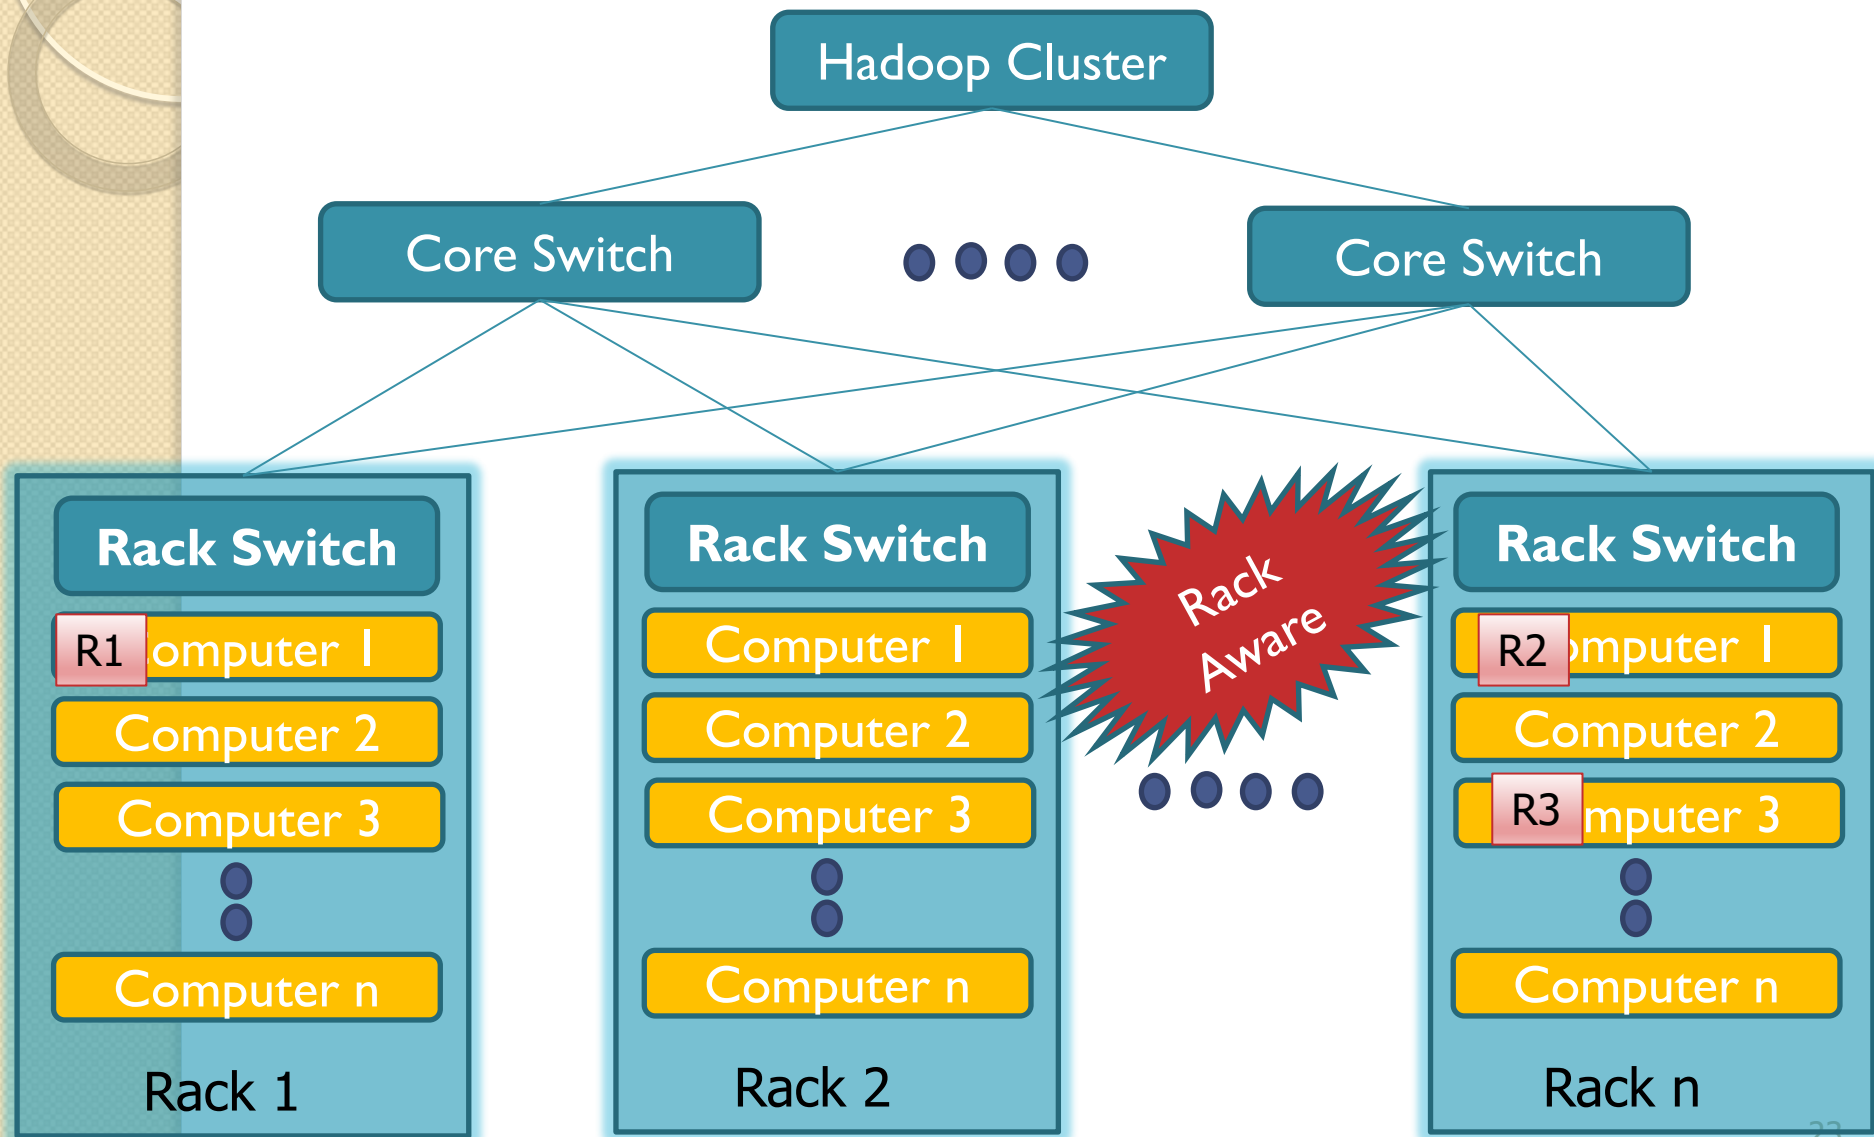 Hadoop Cluster
Core Switch
Core Switch
Rack Switch
R1 omputer 1
Computer 2
Computer 3
Computer n
Rack 1
Rack Switch
Computer 1
Computer 2
Computer 3
Computer n
Rack 2
Rack
Aware
Rack Switch
R2 mputer 1
Computer 2
R3 mputer 3
Computer n
Rack n